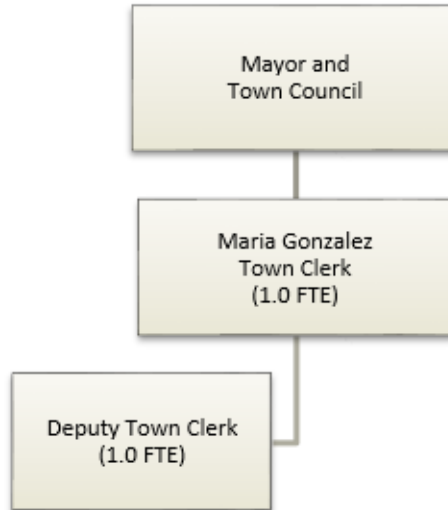 Mayor and
Town Council
Maria Gonzalez
Town Clerk
(1.0 FTE)
Deputy Town Clerk
(1.0 FTE)